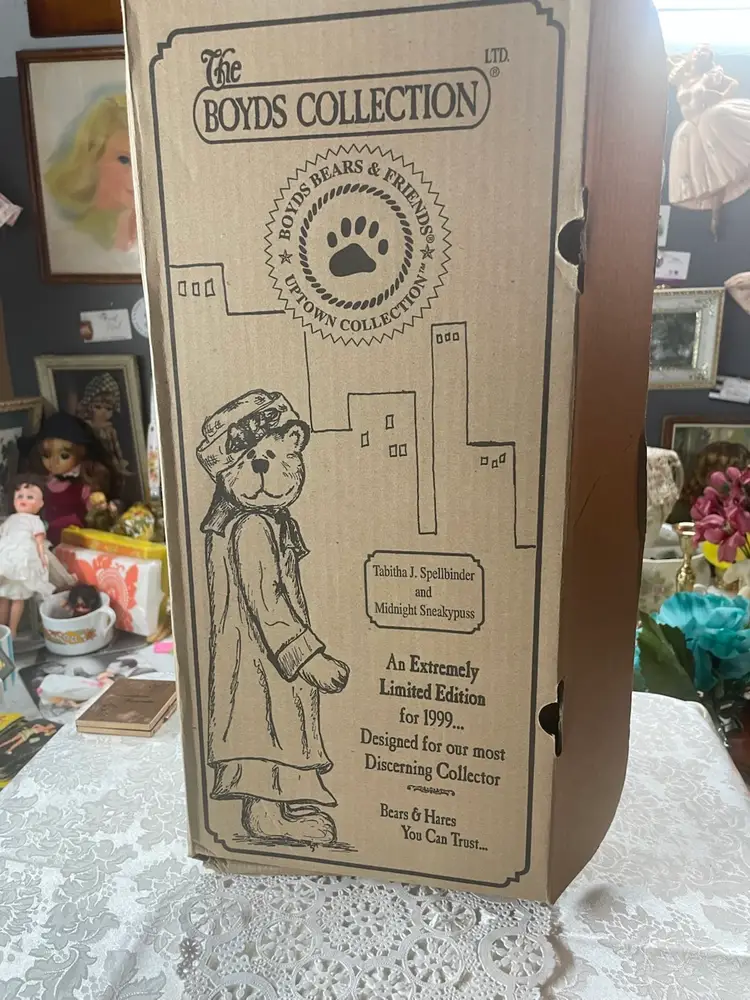 The
LTD.
BOYDS COLLECTION®
BOYDS BEARS & FRIENDS®
UPTOWN COLLECTION™
Tabitha J. Spellbinder
and
Midnight Sneakypuss
An Extremely
Limited Edition
for 1999...
Designed for our most
Discerning Collector
Bears & Hares
You Can Trust...